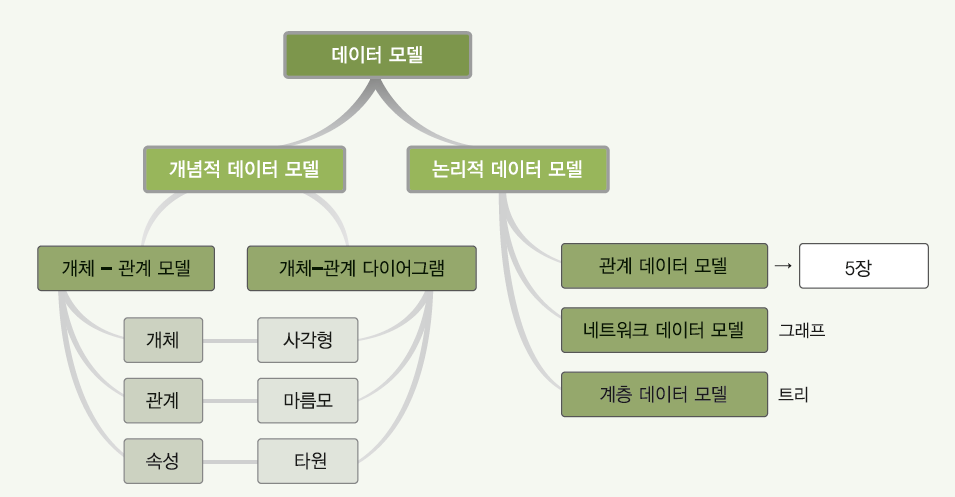 데이터 모델
개념적 데이터 모델
논리적 데이터 모델
개체 – 관계 모델
개체–관계 다이어그램
관계 데이터 모델 → 5장
네트워크 데이터 모델 그래프
계층 데이터 모델 트리
개체 사각형
관계 마름모
속성 타원